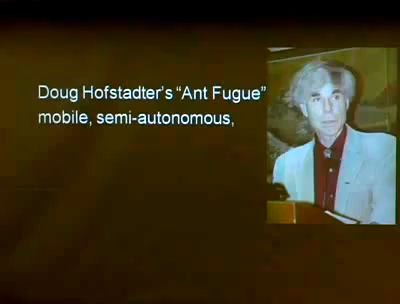 Doug Hofstadter's “Ant Fugue”
mobile, semi-autonomous,